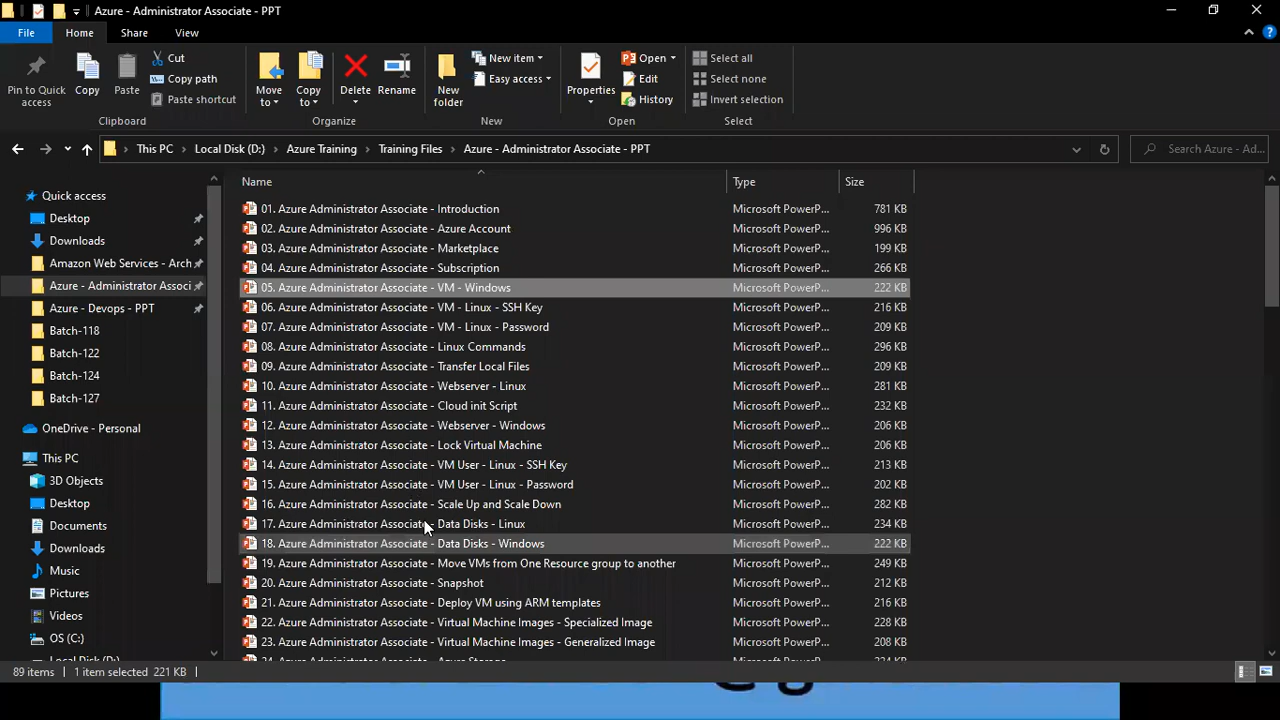 Azure - Administrator Associate - PPT
File Home Share View
Pin to Quick access
Copy
Paste
Cut
Copy path
Paste shortcut
Clipboard
Move to
Copy to
Delete
Rename
Organize
New folder
New item
Easy access
New
Properties
Open
Edit
History
Open
Select all
Select none
Invert selection
Select
This PC › Local Disk (D:) › Azure Training › Training Files › Azure - Administrator Associate - PPT
Search Azure - Ad...
Quick access
Desktop
Downloads
Amazon Web Services - Arch
Azure - Administrator Associ
Azure - Devops - PPT
Batch-118
Batch-122
Batch-124
Batch-127
OneDrive - Personal
This PC
3D Objects
Desktop
Documents
Downloads
Music
Pictures
Videos
OS (C:)
Local Disk (D:)
Name Type Size
01. Azure Administrator Associate - Introduction Microsoft PowerP... 781 KB
02. Azure Administrator Associate - Azure Account Microsoft PowerP... 996 KB
03. Azure Administrator Associate - Marketplace Microsoft PowerP... 199 KB
04. Azure Administrator Associate - Subscription Microsoft PowerP... 266 KB
05. Azure Administrator Associate - VM - Windows Microsoft PowerP... 222 KB
06. Azure Administrator Associate - VM - Linux - SSH Key Microsoft PowerP... 216 KB
07. Azure Administrator Associate - VM - Linux - Password Microsoft PowerP... 209 KB
08. Azure Administrator Associate - Linux Commands Microsoft PowerP... 296 KB
09. Azure Administrator Associate - Transfer Local Files Microsoft PowerP... 209 KB
10. Azure Administrator Associate - Webserver - Linux Microsoft PowerP... 281 KB
11. Azure Administrator Associate - Cloud init Script Microsoft PowerP... 232 KB
12. Azure Administrator Associate - Webserver - Windows Microsoft PowerP... 206 KB
13. Azure Administrator Associate - Lock Virtual Machine Microsoft PowerP... 206 KB
14. Azure Administrator Associate - VM User - Linux - SSH Key Microsoft PowerP... 213 KB
15. Azure Administrator Associate - VM User - Linux - Password Microsoft PowerP... 202 KB
16. Azure Administrator Associate - Scale Up and Scale Down Microsoft PowerP... 282 KB
17. Azure Administrator Associate - Data Disks - Linux Microsoft PowerP... 234 KB
18. Azure Administrator Associate - Data Disks - Windows Microsoft PowerP... 222 KB
19. Azure Administrator Associate - Move VMs from One Resource group to another Microsoft PowerP... 249 KB
20. Azure Administrator Associate - Snapshot Microsoft PowerP... 212 KB
21. Azure Administrator Associate - Deploy VM using ARM templates Microsoft PowerP... 216 KB
22. Azure Administrator Associate - Virtual Machine Images - Specialized Image Microsoft PowerP... 228 KB
23. Azure Administrator Associate - Virtual Machine Images - Generalized Image Microsoft PowerP... 208 KB
24. Azure Administrator Associate - Azure Storage
89 items 1 item selected 221 KB